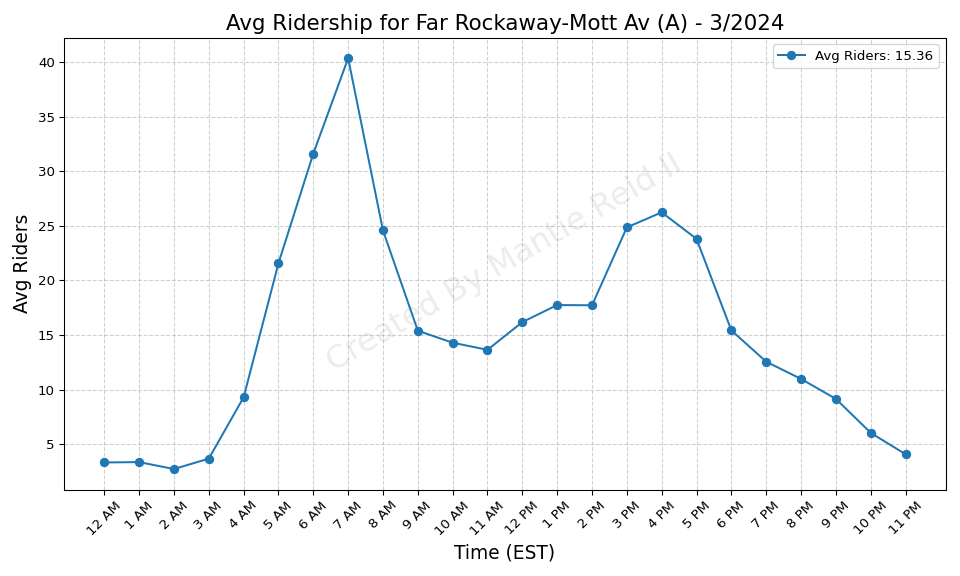 Avg Ridership for Far Rockaway-Mott Av (A) - 3/2024
Avg Riders: 15.36
Avg Riders
40
35
30
25
20
15
10
5
Created By Mantle Reid II
12 AM
1 AM
2 AM
3 AM
4 AM
5 AM
6 AM
7 AM
8 AM
9 AM
10 AM
11 AM
12 PM
1 PM
2 PM
3 PM
4 PM
5 PM
6 PM
7 PM
8 PM
9 PM
10 PM
11 PM
Time (EST)